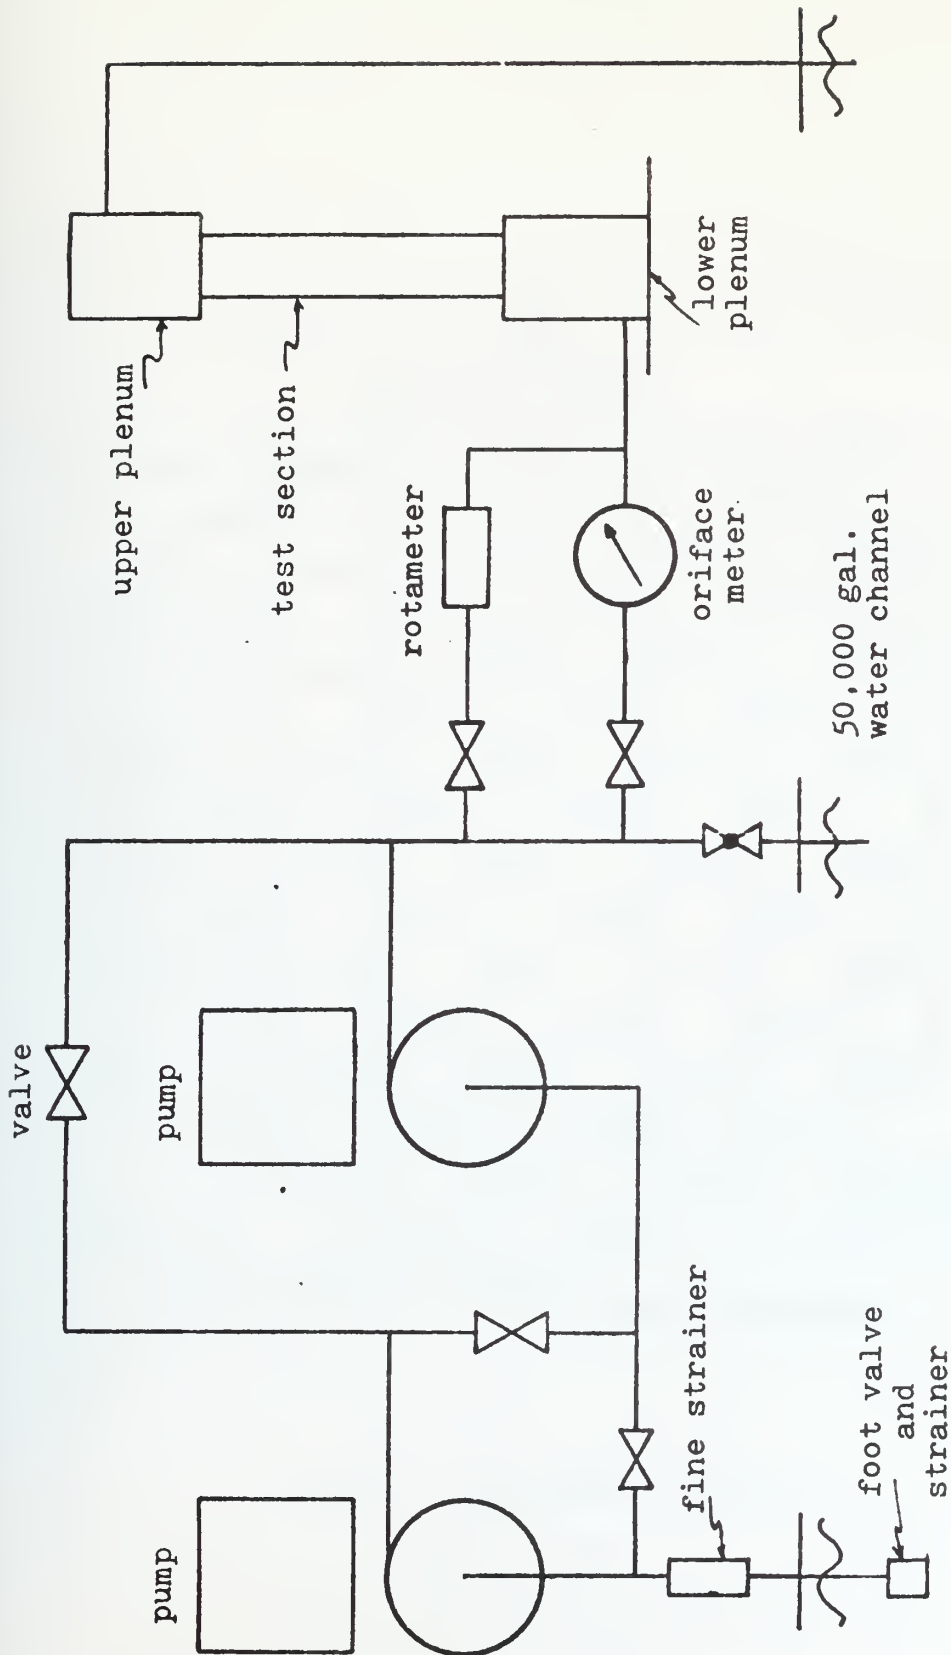 valve
pump
pump
upper plenum
test section
rotameter
oriface
meter
lower
plenum
50,000 gal.
water channel
fine strainer
foot valve
and
strainer